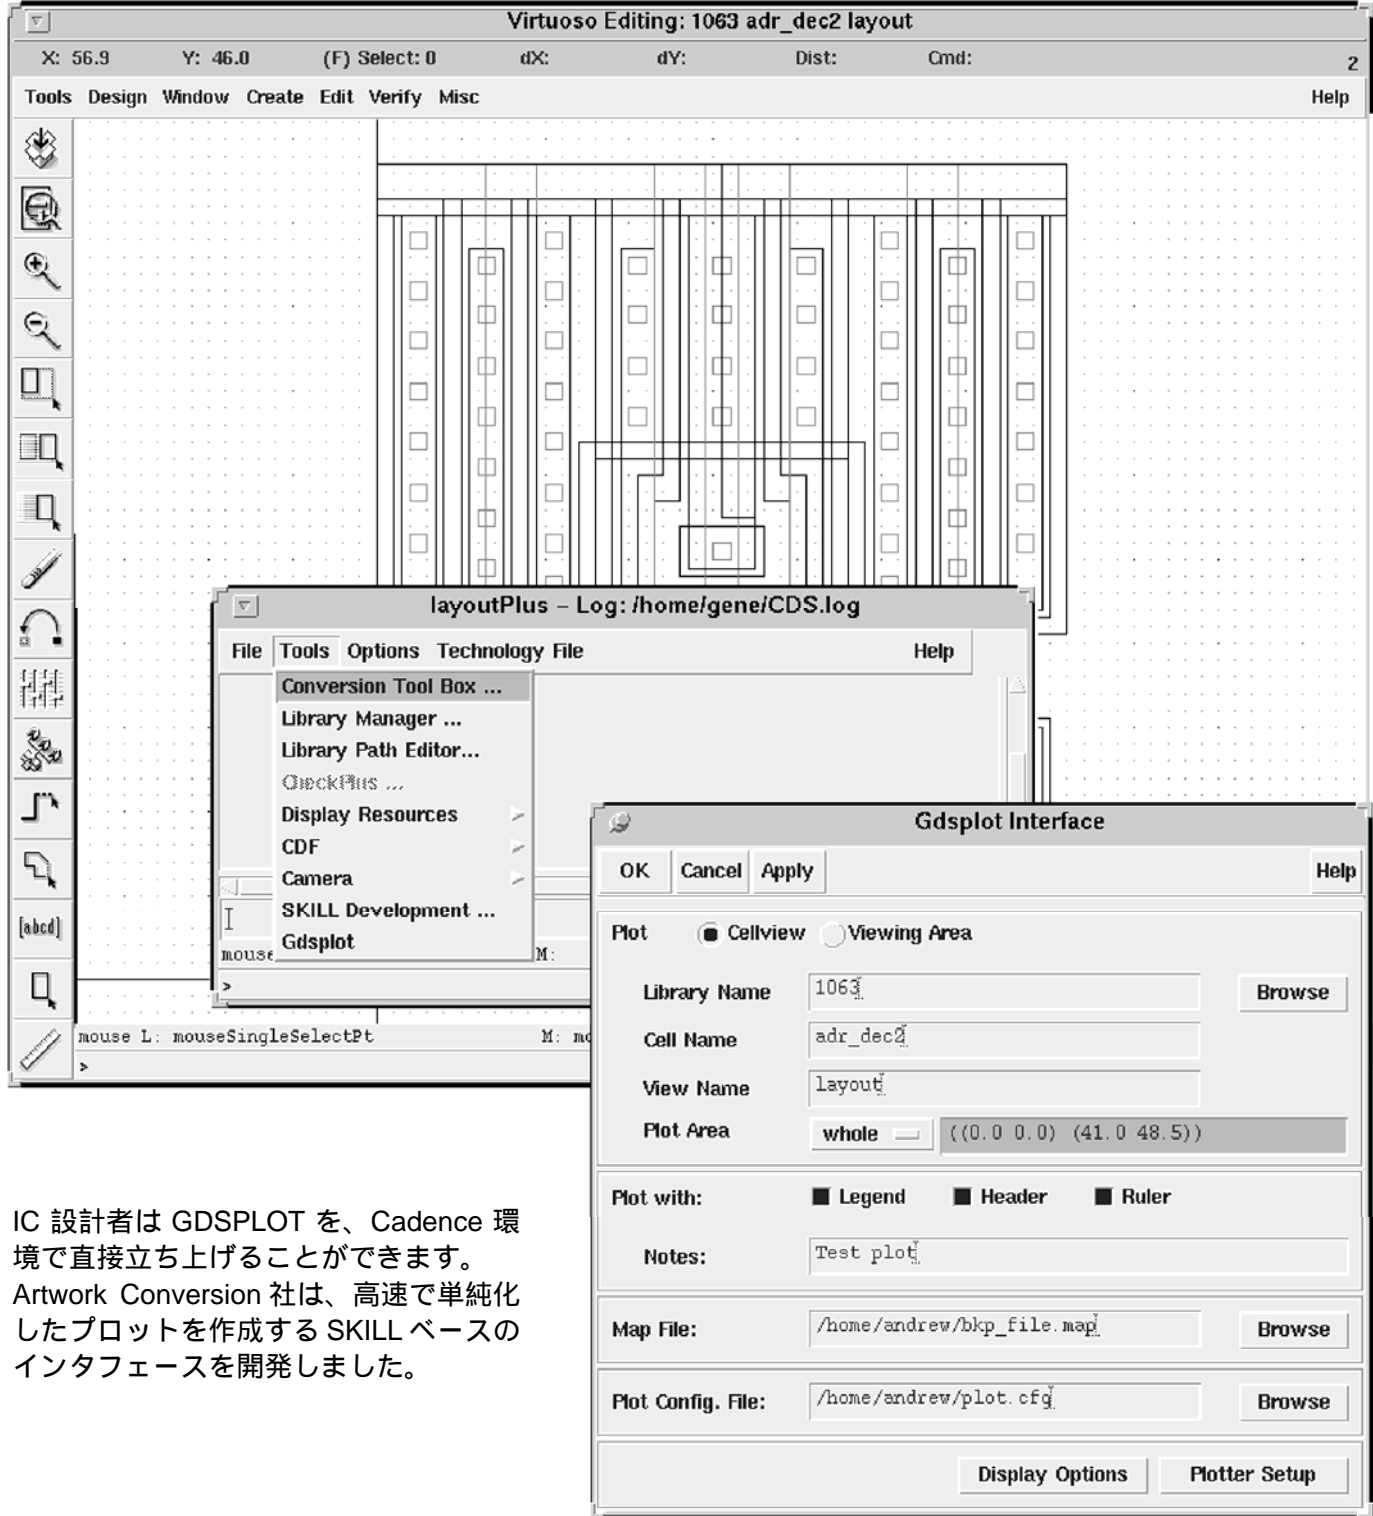 Virtuoso Editing: 1063 adr_dec2 layout
X: 56.9 Y: 46.0 (F) Select: 0 dX: dY: Dist: Cmd: 2
Tools Design Window Create Edit Verify Misc Help
[abcd]
layoutPlus – Log: /home/gene/CDS.log
File Tools Options Technology File Help
Conversion Tool Box ...
Library Manager ...
Library Path Editor...
CheckPlus ...
Display Resources
CDF
Camera
SKILL Development ...
Gdsplot
mouse M:
>
mouse L: mouseSingleSelectPt M: mo
>
Gdsplot Interface
OK Cancel Apply Help
Plot Cellview Viewing Area
Library Name 1063 Browse
Cell Name adr_dec2
View Name layout
Plot Area whole ((0.0 0.0) (41.0 48.5))
Plot with: Legend Header Ruler
Notes: Test plot
Map File: /home/andrew/bkp_file.map Browse
Plot Config. File: /home/andrew/plot.cfg Browse
Display Options Plotter Setup
IC 設計者は GDSPLOT を、Cadence 環
境で直接立ち上げることができます。
Artwork Conversion 社は、高速で単純化
したプロットを作成する SKILL ベースの
インタフェースを開発しました。